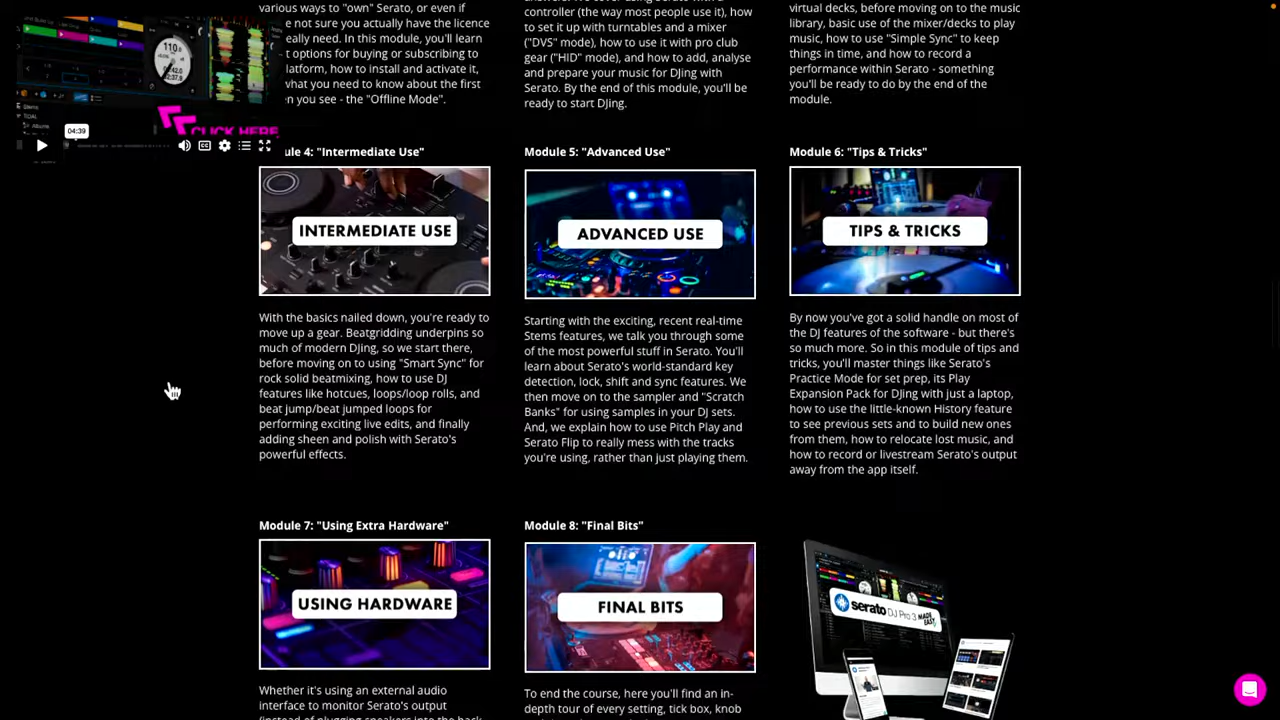 various ways to "own" Serato, or even if
're not sure you actually have the licence
eally need. In this module, you'll learn
t options for buying or subscribing to
latform, how to install and activate it,
what you need to know about the first
n you see - the "Offline Mode".
controller (the way most people use it), how
to set it up with turntables and a mixer
("DVS" mode), how to use it with pro club
gear ("HID" mode), and how to add, analyse
and prepare your music for DJing with
Serato. By the end of this module, you'll be
ready to start DJing.
virtual decks, before moving on to the music
library, basic use of the mixer/decks to play
music, how to use "Simple Sync" to keep
things in time, and how to record a
performance within Serato - something
you'll be ready to do by the end of the
module.
TIDAL
CLICK HERE
04:39
ule 4: "Intermediate Use"
INTERMEDIATE USE
With the basics nailed down, you're ready to
move up a gear. Beatgridding underpins so
much of modern DJing, so we start there,
before moving on to using "Smart Sync" for
rock solid beatmixing, how to use DJ
features like hotcues, loops/loop rolls, and
beat jump/beat jumped loops for
performing exciting live edits, and finally
adding sheen and polish with Serato's
powerful effects.
Module 5: "Advanced Use"
ADVANCED USE
Starting with the exciting, recent real-time
Stems features, we talk you through some
of the most powerful stuff in Serato. You'll
learn about Serato's world-standard key
detection, lock, shift and sync features. We
then move on to the sampler and "Scratch
Banks" for using samples in your DJ sets.
And, we explain how to use Pitch Play and
Serato Flip to really mess with the tracks
you're using, rather than just playing them.
Module 6: "Tips & Tricks"
TIPS & TRICKS
By now you've got a solid handle on most of
the DJ features of the software - but there's
so much more. So in this module of tips and
tricks, you'll master things like Serato's
Practice Mode for set prep, its Play
Expansion Pack for DJing with just a laptop,
how to use the little-known History feature
to see previous sets and to build new ones
from them, how to relocate lost music, and
how to record or livestream Serato's output
away from the app itself.
Module 7: "Using Extra Hardware"
USING HARDWARE
Whether it's using an external audio
interface to monitor Serato's output
Module 8: "Final Bits"
FINAL BITS
To end the course, here you'll find an in-
depth tour of every setting, tick box, knob
serato DJ Pro 3 MADE EASY